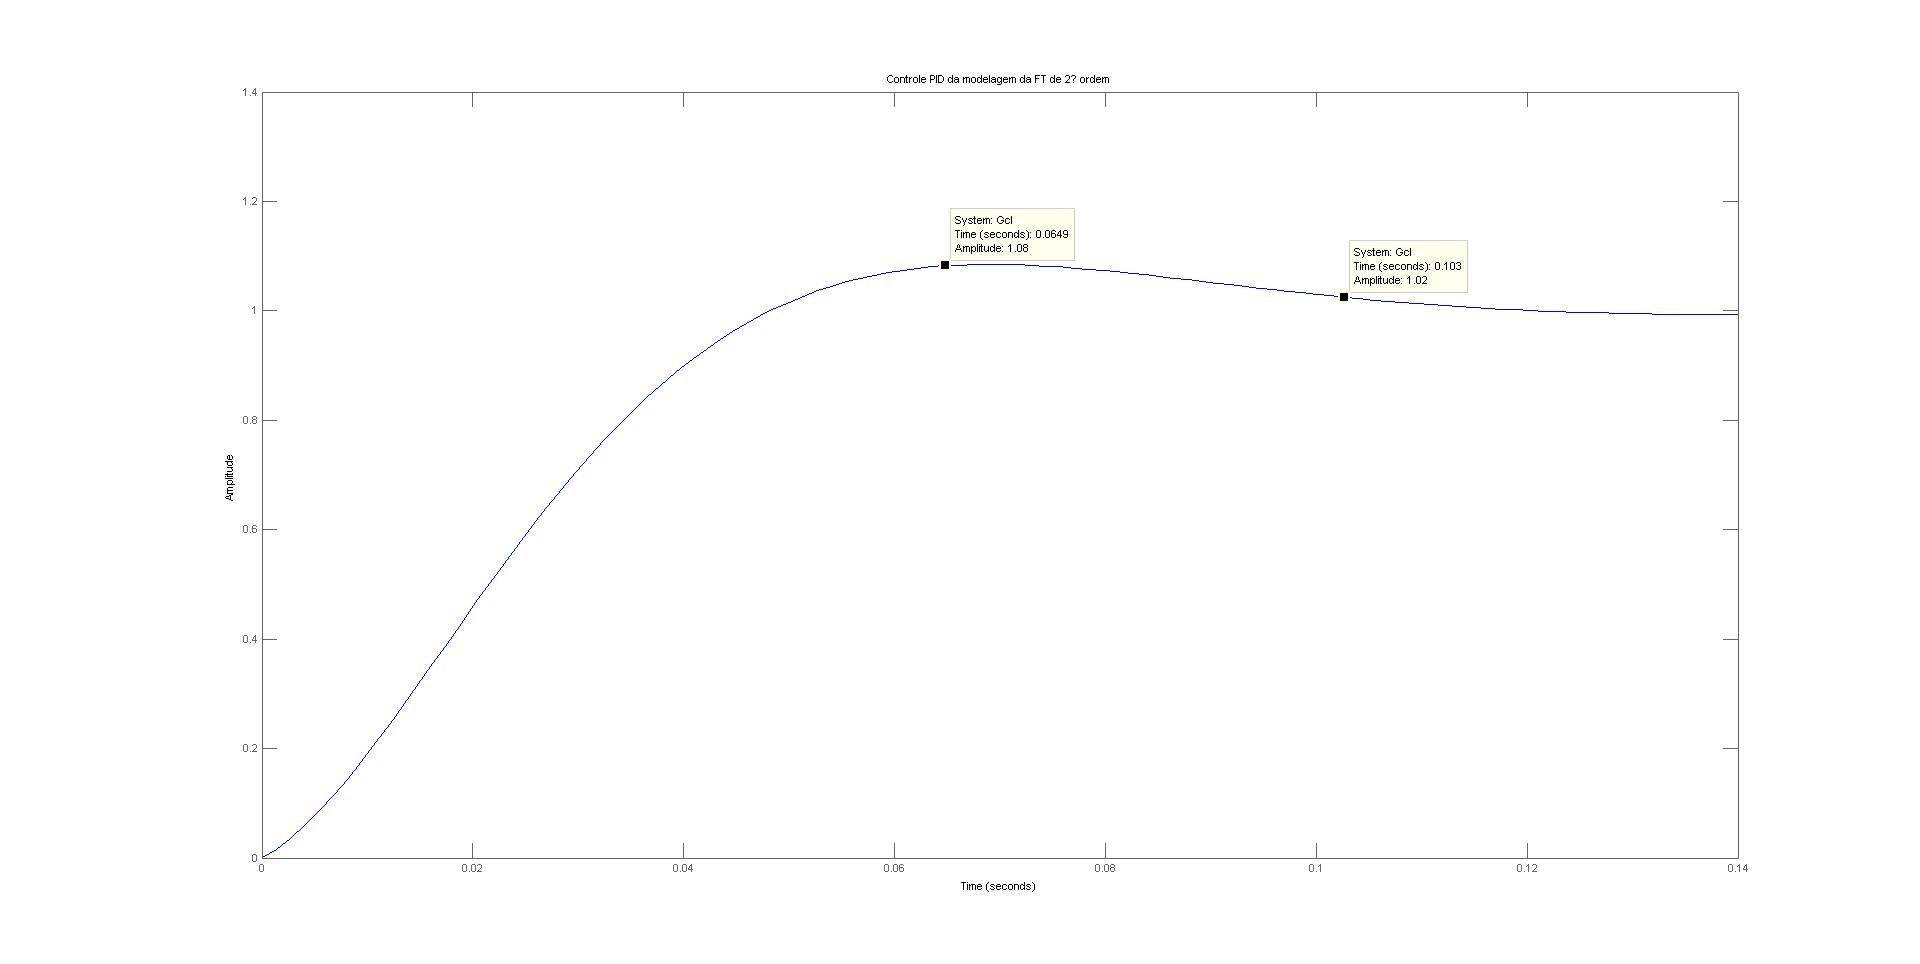 Controle PID da modelagem da FT de 2? ordem
1.4
1.2
System: Gcl
Time (seconds): 0.0649
Amplitude: 1.08
System: Gcl
Time (seconds): 0.103
Amplitude: 1.02
1
0.8
Amplitude
0.6
0.4
0.2
0
0 0.02 0.04 0.06 0.08 0.1 0.12 0.14
Time (seconds)